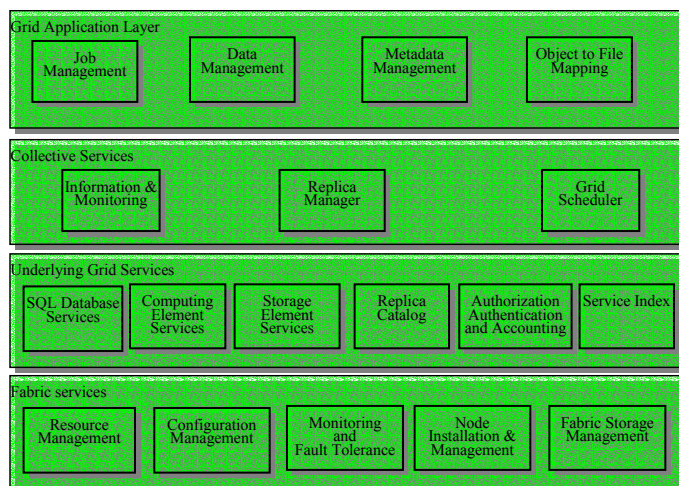 Grid Application Layer
Job
Management
Data
Management
Metadata
Management
Object to File
Mapping
Collective Services
Information &
Monitoring
Replica
Manager
Grid
Scheduler
Underlying Grid Services
SQL Database
Services
Computing
Element
Services
Storage
Element
Services
Replica
Catalog
Authorization
Authentication
and Accounting
Service Index
Fabric services
Resource
Management
Configuration
Management
Monitoring
and
Fault Tolerance
Node
Installation &
Management
Fabric Storage
Management